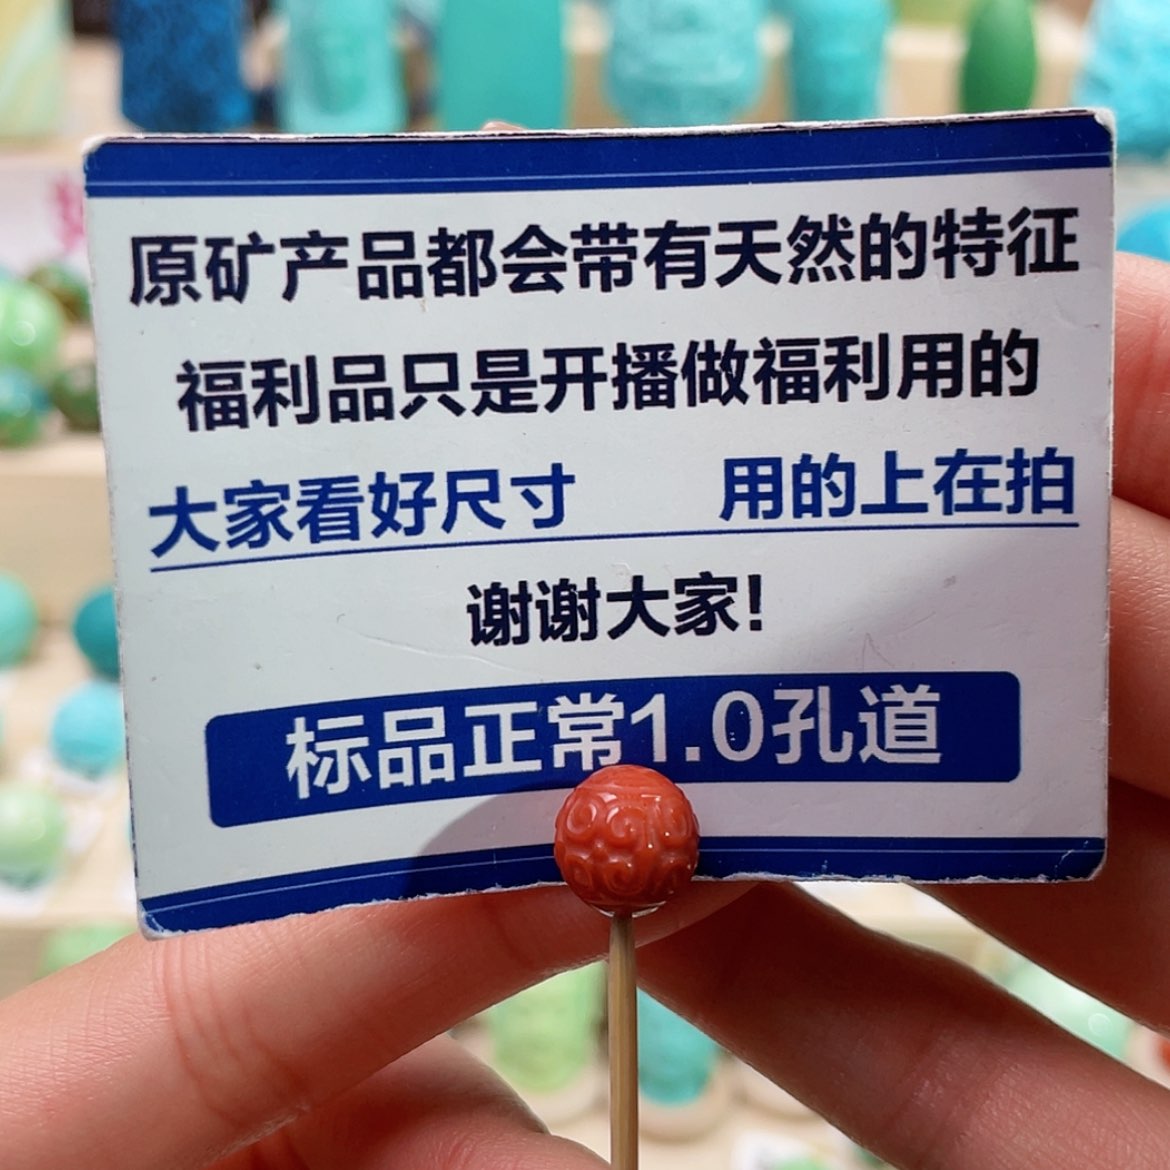 原矿产品都会带有天然的特征
福利品只是开播做福利用的
大家看好尺寸 用的上在拍
谢谢大家!
标品正常1.0孔道